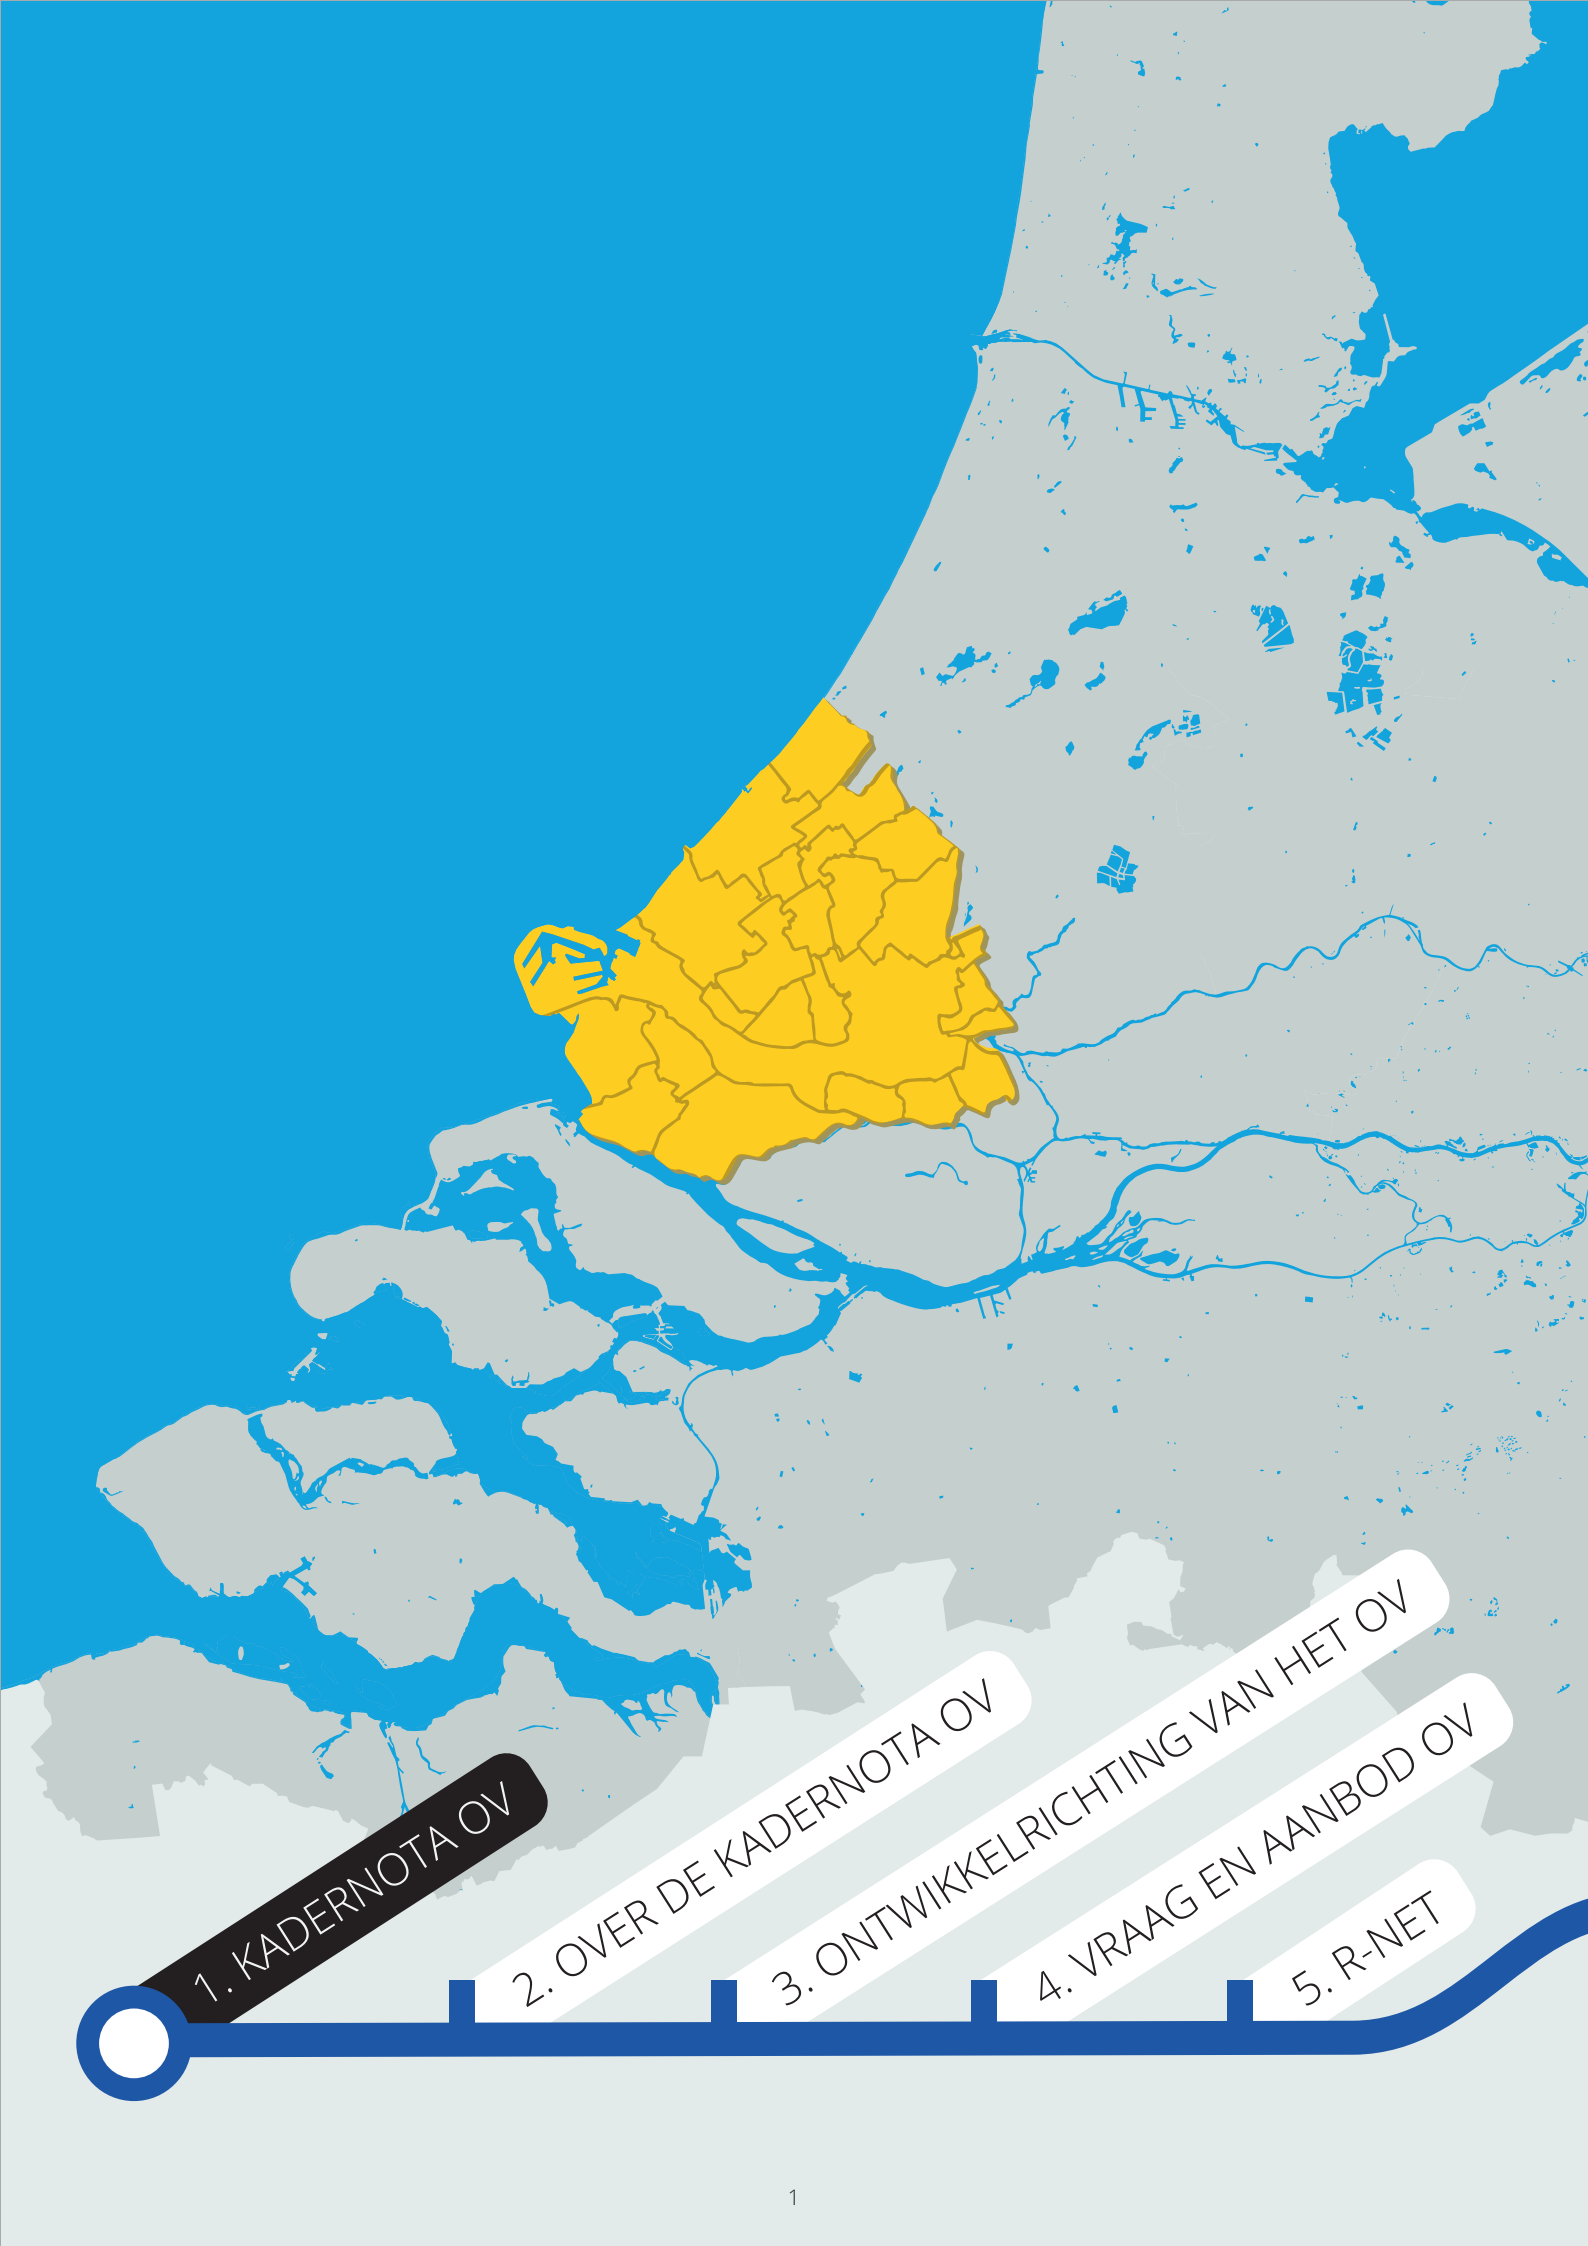 1. KADERNOTA OV
2. OVER DE KADERNOTA OV
3. ONTWIKKELRICHTING VAN HET OV
4. VRAAG EN AANBOD OV
5. R-NET
1